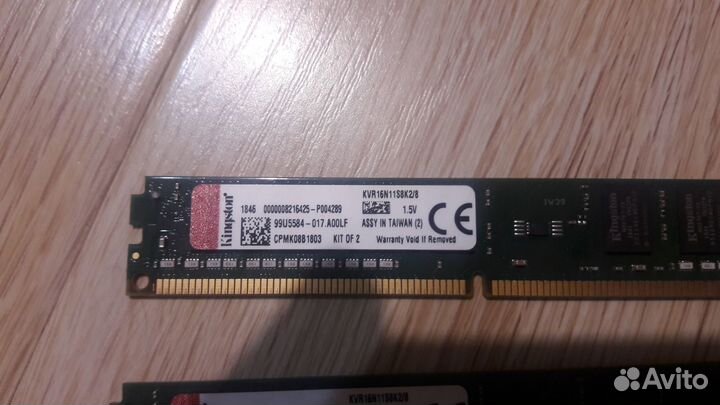 Kingston
KVR16N11S8K2/8
1846 0000008216425-P004289
1.5V
99U5584-017.A00LF
ASSY IN TAIWAN (2)
CPMK08B1803 KIT OF 2
Warranty Void If Removed
CE
Kingston
KVR16N11S8K2/8
Avito